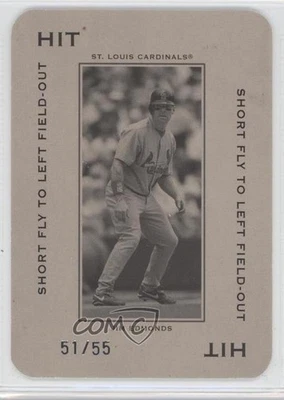 HIT
ST. LOUIS CARDINALS®
SHORT FLY TO LEFT FIELD-OUT
SHORT FLY TO LEFT FIELD-OUT
EDMONDS
51/55
HIT